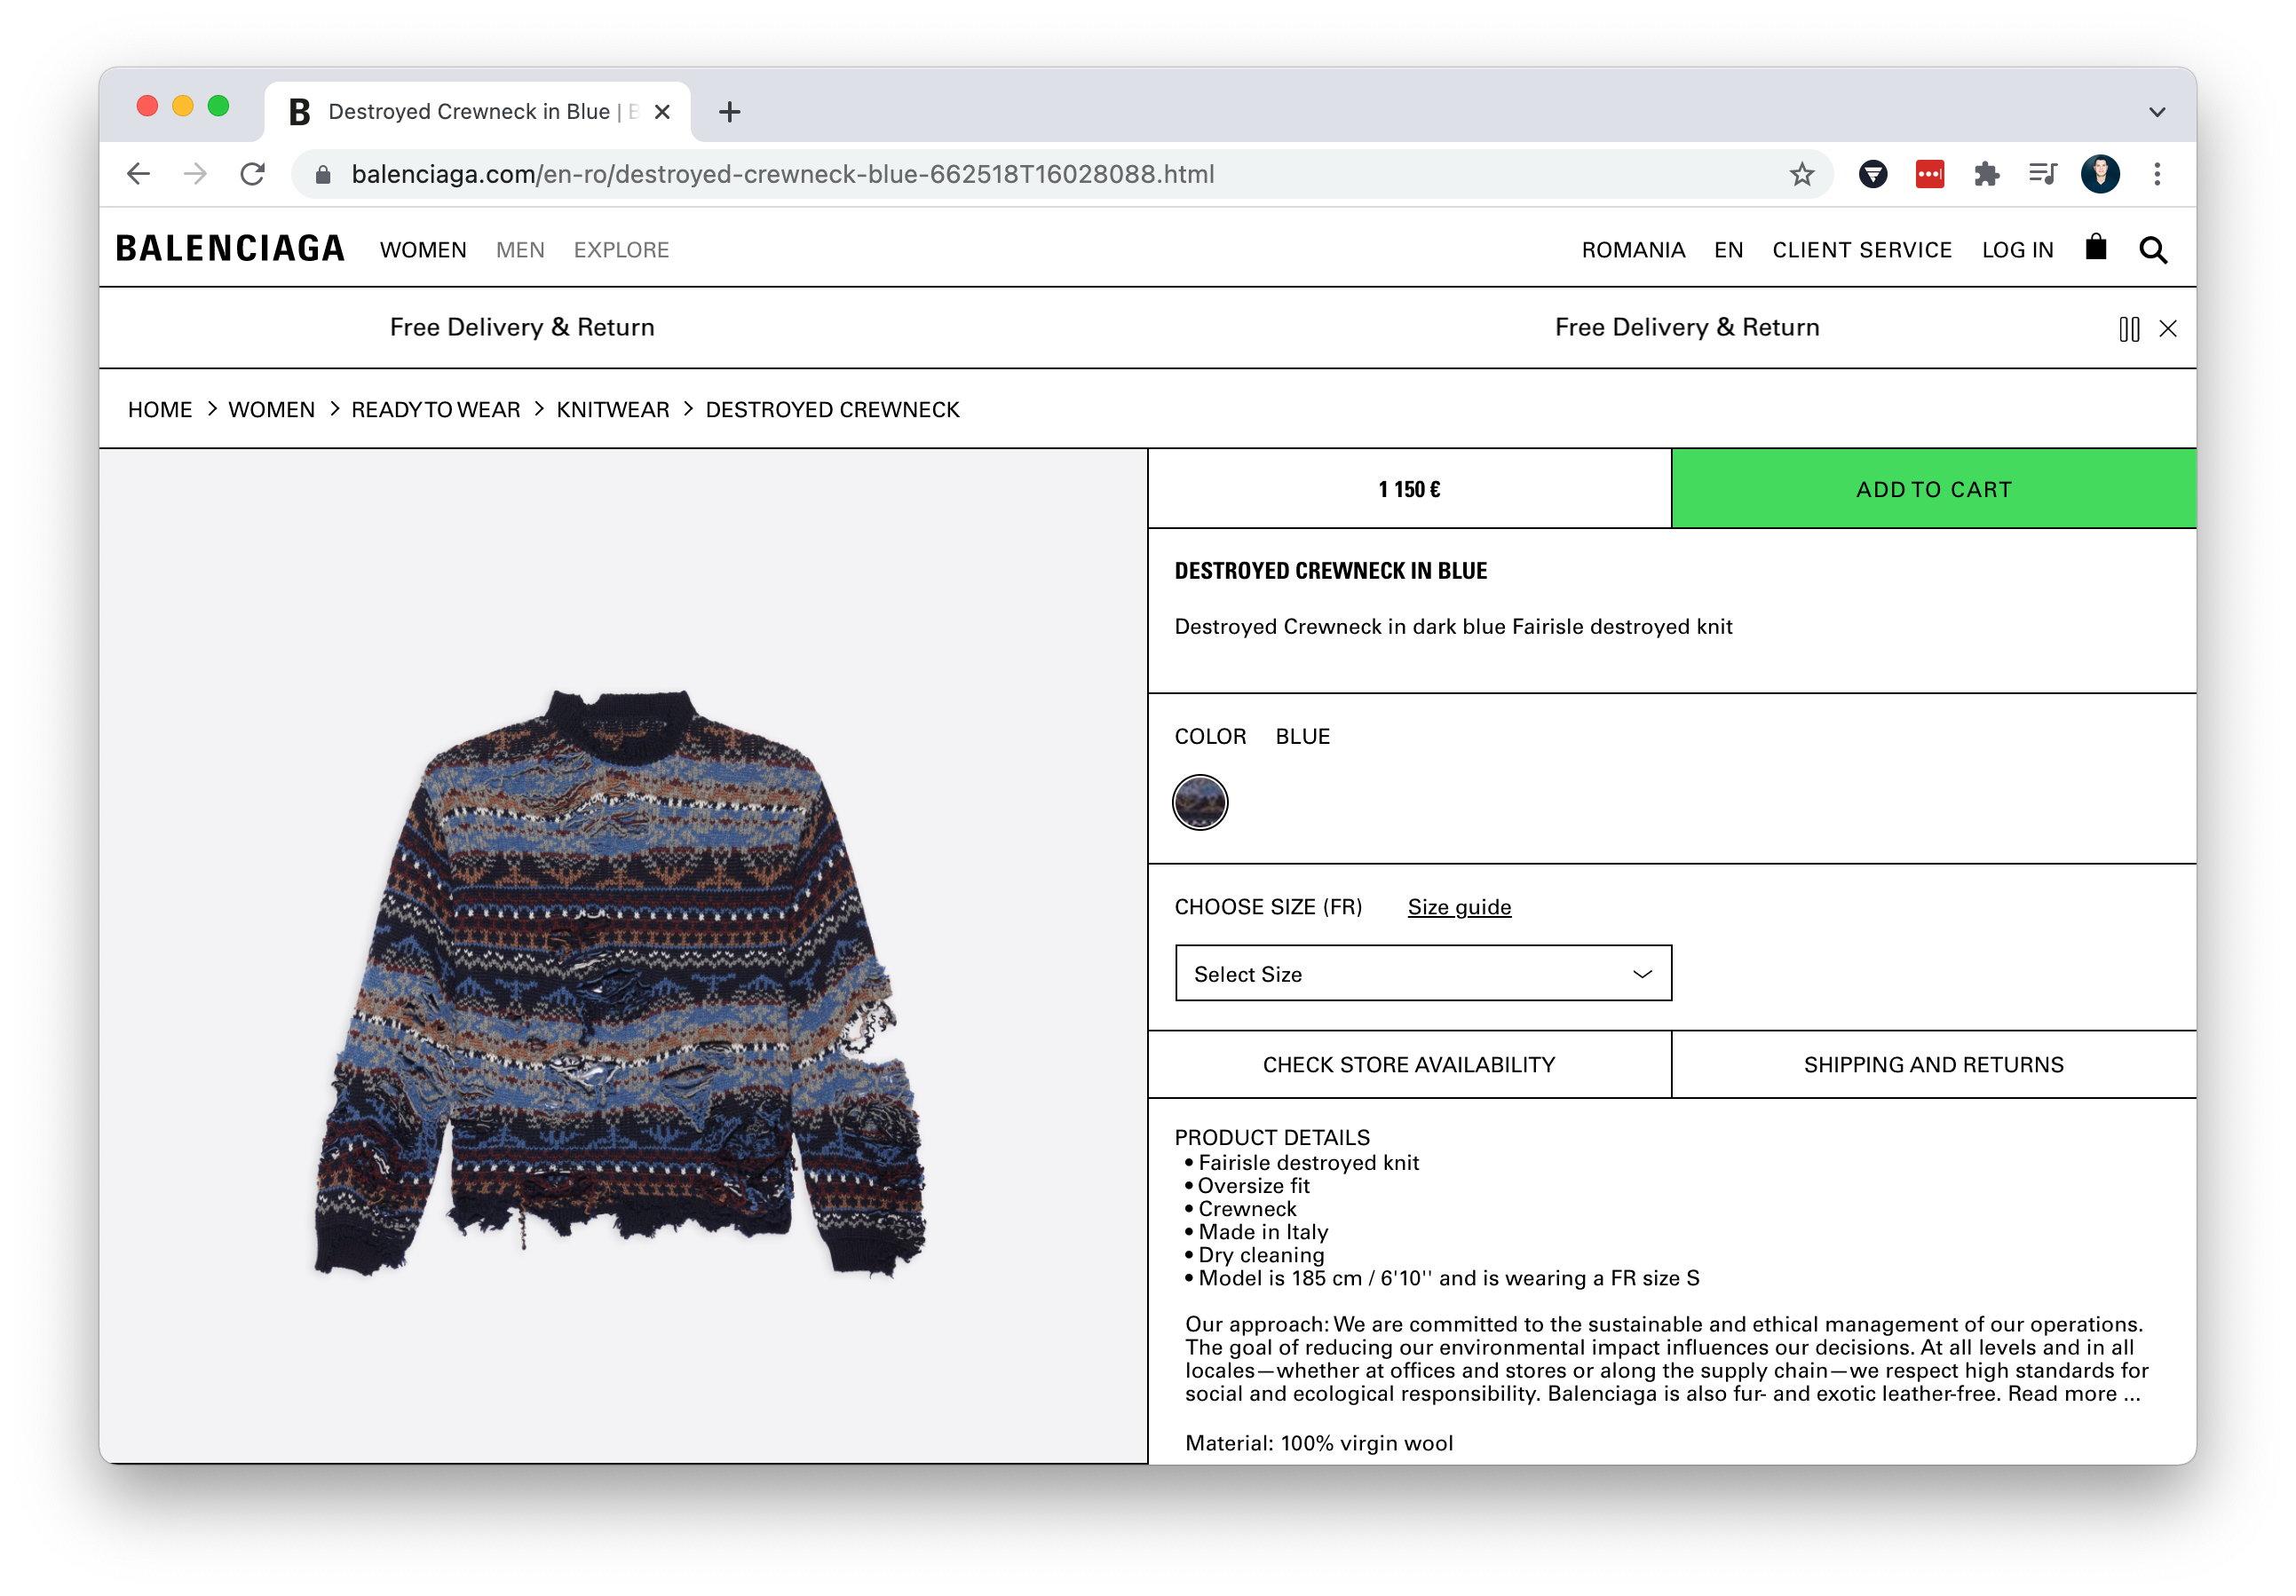 B Destroyed Crewneck in Blue |
balenciaga.com/en-ro/destroyed-crewneck-blue-662518T16028088.html
BALENCIAGA WOMEN MEN EXPLORE ROMANIA EN CLIENT SERVICE LOG IN
Free Delivery & Return Free Delivery & Return
HOME > WOMEN > READY TO WEAR > KNITWEAR > DESTROYED CREWNECK
1 150 € ADD TO CART
DESTROYED CREWNECK IN BLUE
Destroyed Crewneck in dark blue Fairisle destroyed knit
COLOR BLUE
CHOOSE SIZE (FR) Size guide
Select Size
CHECK STORE AVAILABILITY SHIPPING AND RETURNS
PRODUCT DETAILS
• Fairisle destroyed knit
• Oversize fit
• Crewneck
• Made in Italy
• Dry cleaning
• Model is 185 cm / 6'10'' and is wearing a FR size S
Our approach: We are committed to the sustainable and ethical management of our operations.
The goal of reducing our environmental impact influences our decisions. At all levels and in all
locales—whether at offices and stores or along the supply chain—we respect high standards for
social and ecological responsibility. Balenciaga is also fur- and exotic leather-free. Read more ...
Material: 100% virgin wool